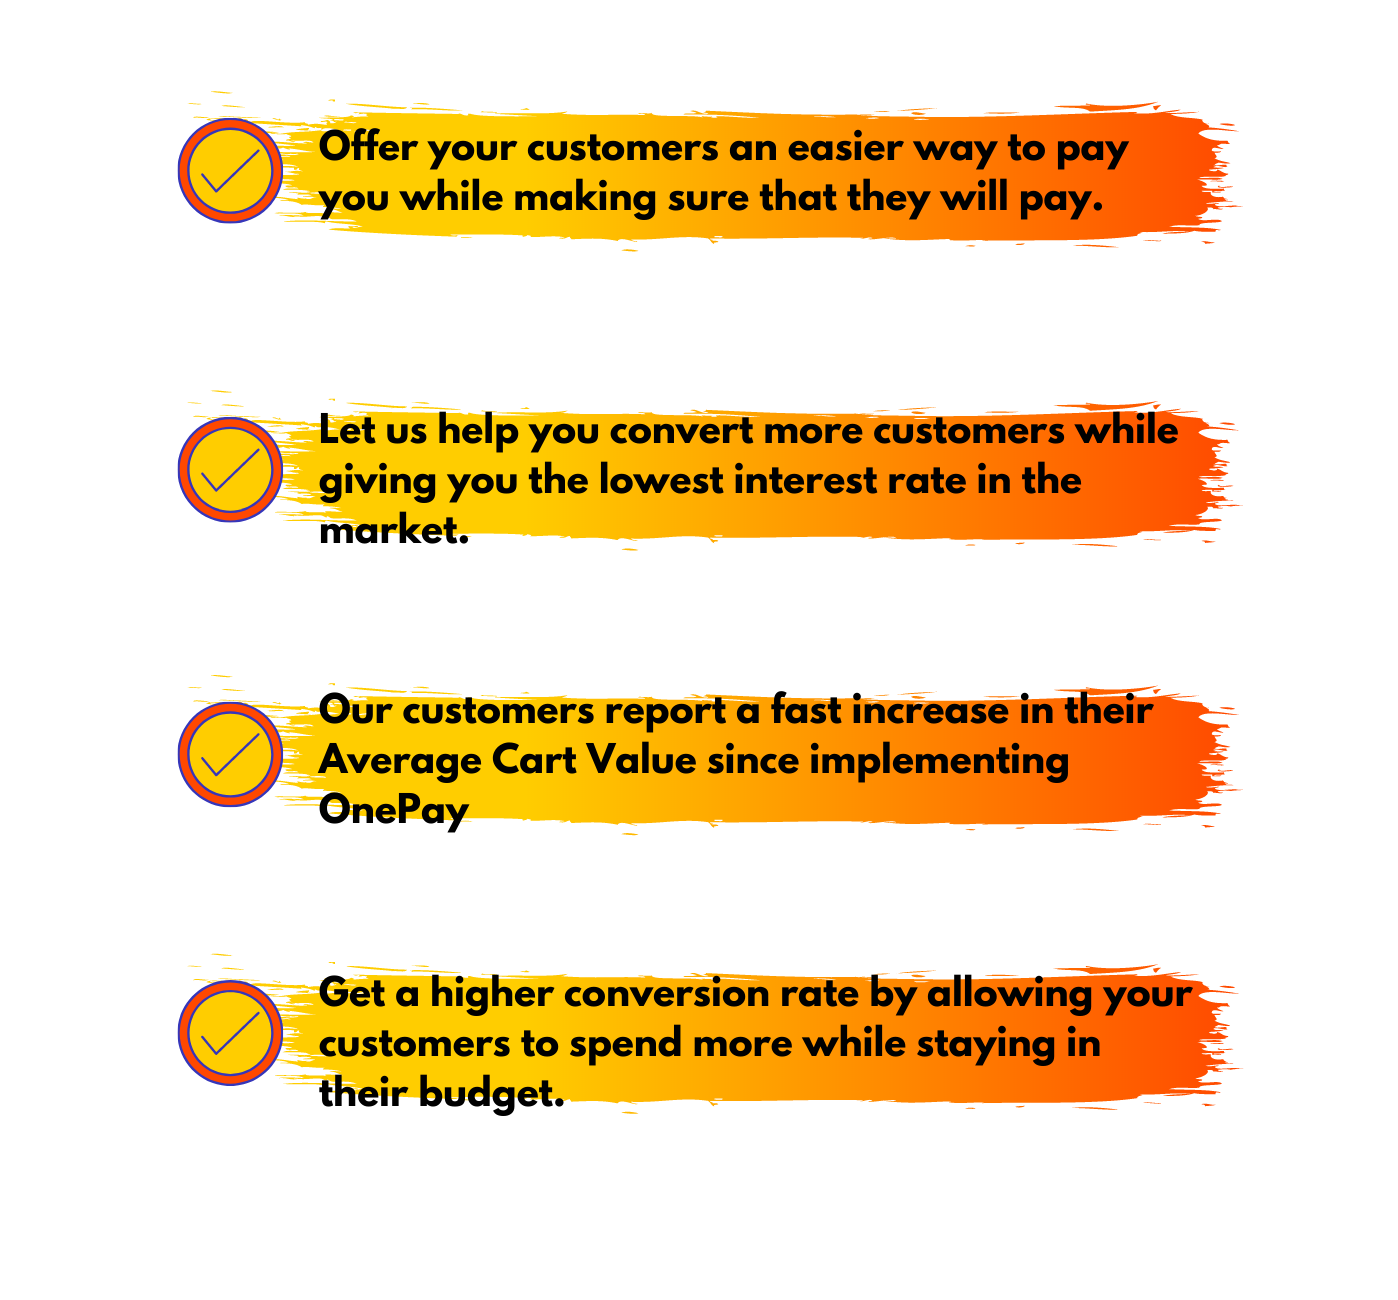 Offer your customers an easier way to pay
you while making sure that they will pay.
Let us help you convert more customers while
giving you the lowest interest rate in the
market.
Our customers report a fast increase in their
Average Cart Value since implementing
OnePay
Get a higher conversion rate by allowing your
customers to spend more while staying in
their budget.